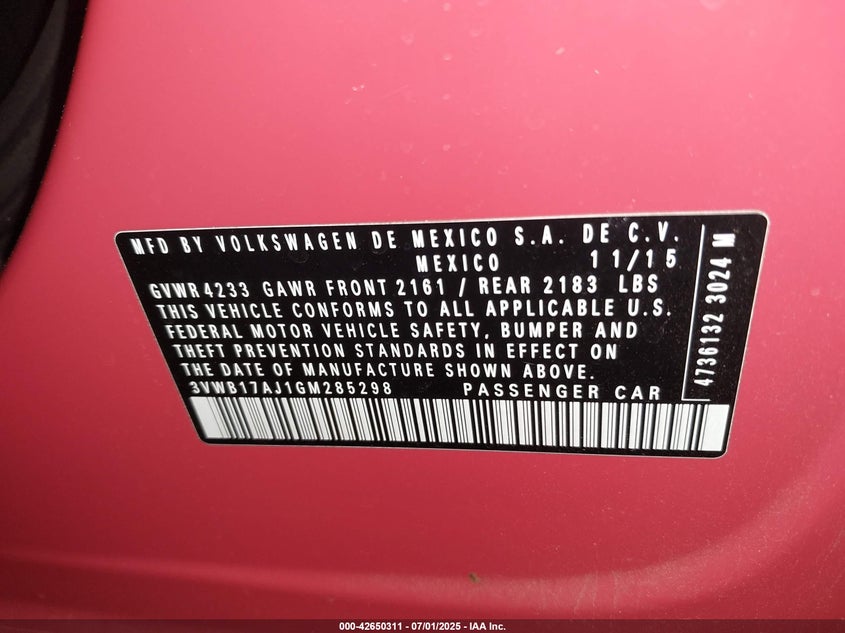 MFD BY VOLKSWAGEN DE MEXICO S.A. DE C.V.
MEXICO 11/15
GVWR 4233 GAWR FRONT 2161 / REAR 2183 LBS
THIS VEHICLE CONFORMS TO ALL APPLICABLE U.S.
FEDERAL MOTOR VEHICLE SAFETY, BUMPER AND
THEFT PREVENTION STANDARDS IN EFFECT ON
THE DATE OF MANUFACTURE SHOWN ABOVE.
3VWB17AJ1GM285298 PASSENGER CAR
4736132 3024 M
000-42650311 - 07/01/2025 - IAA Inc.